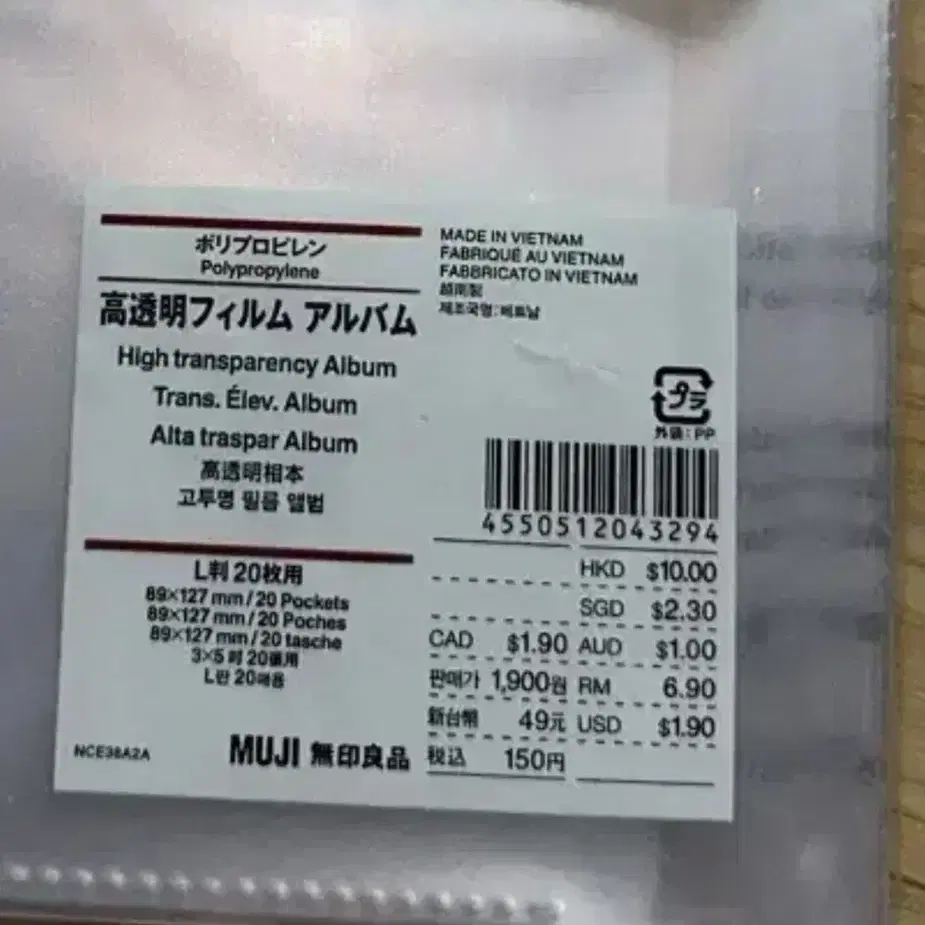 ポリプロピレン
Polypropylene
高透明フィルム アルバム
High transparency Album
Trans. Élev. Album
Alta traspar Album
高透明相本
고투명 필름 앨범
L判 20枚用
89×127 mm / 20 Pockets
89×127 mm / 20 Poches
89×127 mm / 20 tasche
3×5 吋 20張用
L판 20매용
NCE38A2A
MUJI 無印良品
MADE IN VIETNAM
FABRIQUÉ AU VIETNAM
FABBRICATO IN VIETNAM
越南製
제조국명:베트남
プラ
外装:PP
4550512043294
HKD $10.00
SGD $2.30
CAD $1.90 AUD $1.00
판매가 1,900원 RM 6.90
新台幣 49元 USD $1.90
税込 150円